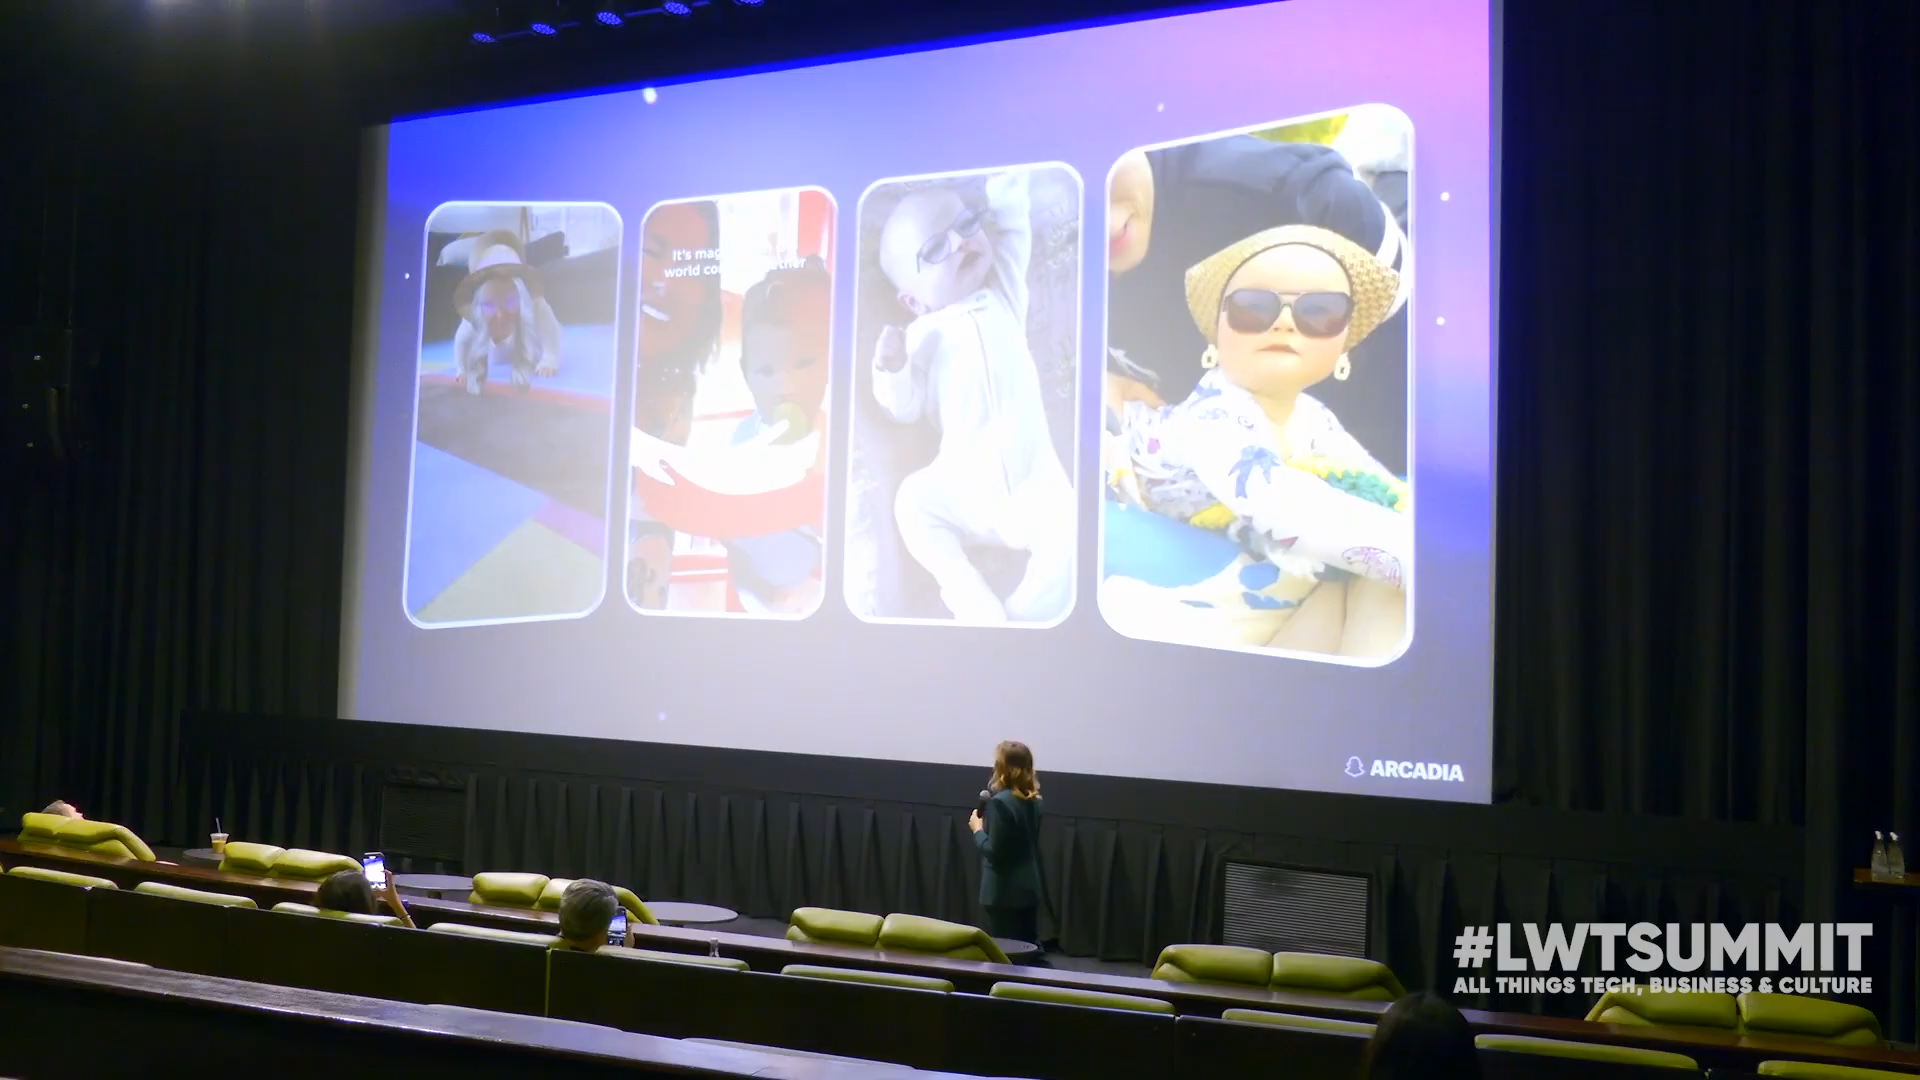 It's mag
world co
ARCADIA
#LWTSUMMIT
ALL THINGS TECH, BUSINESS & CULTURE